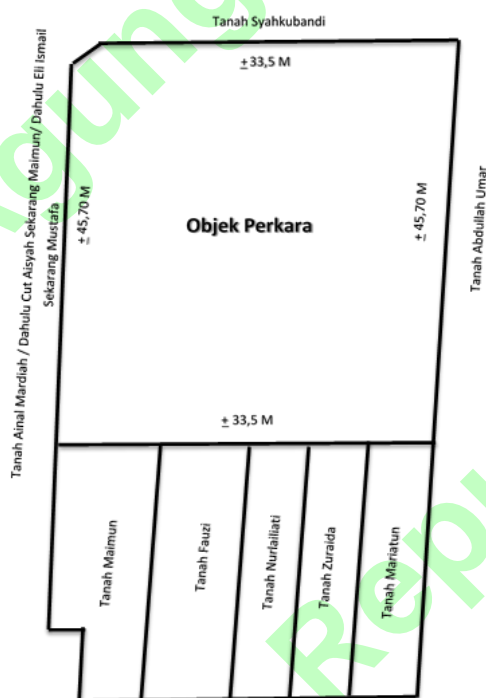 Tanah Syahkubandi
± 33,5 M
Tanah Ainal Mardiah / Dahulu Cut Aisyah Sekarang Maimun/ Dahulu Eli Ismail
Sekarang Mustafa
± 45,70 M
Objek Perkara
± 45,70 M
Tanah Abdullah Umar
± 33,5 M
Tanah Maimun
Tanah Fauzi
Tanah Nurlailiati
Tanah Zuraida
Tanah Mariatun
agung
Repu